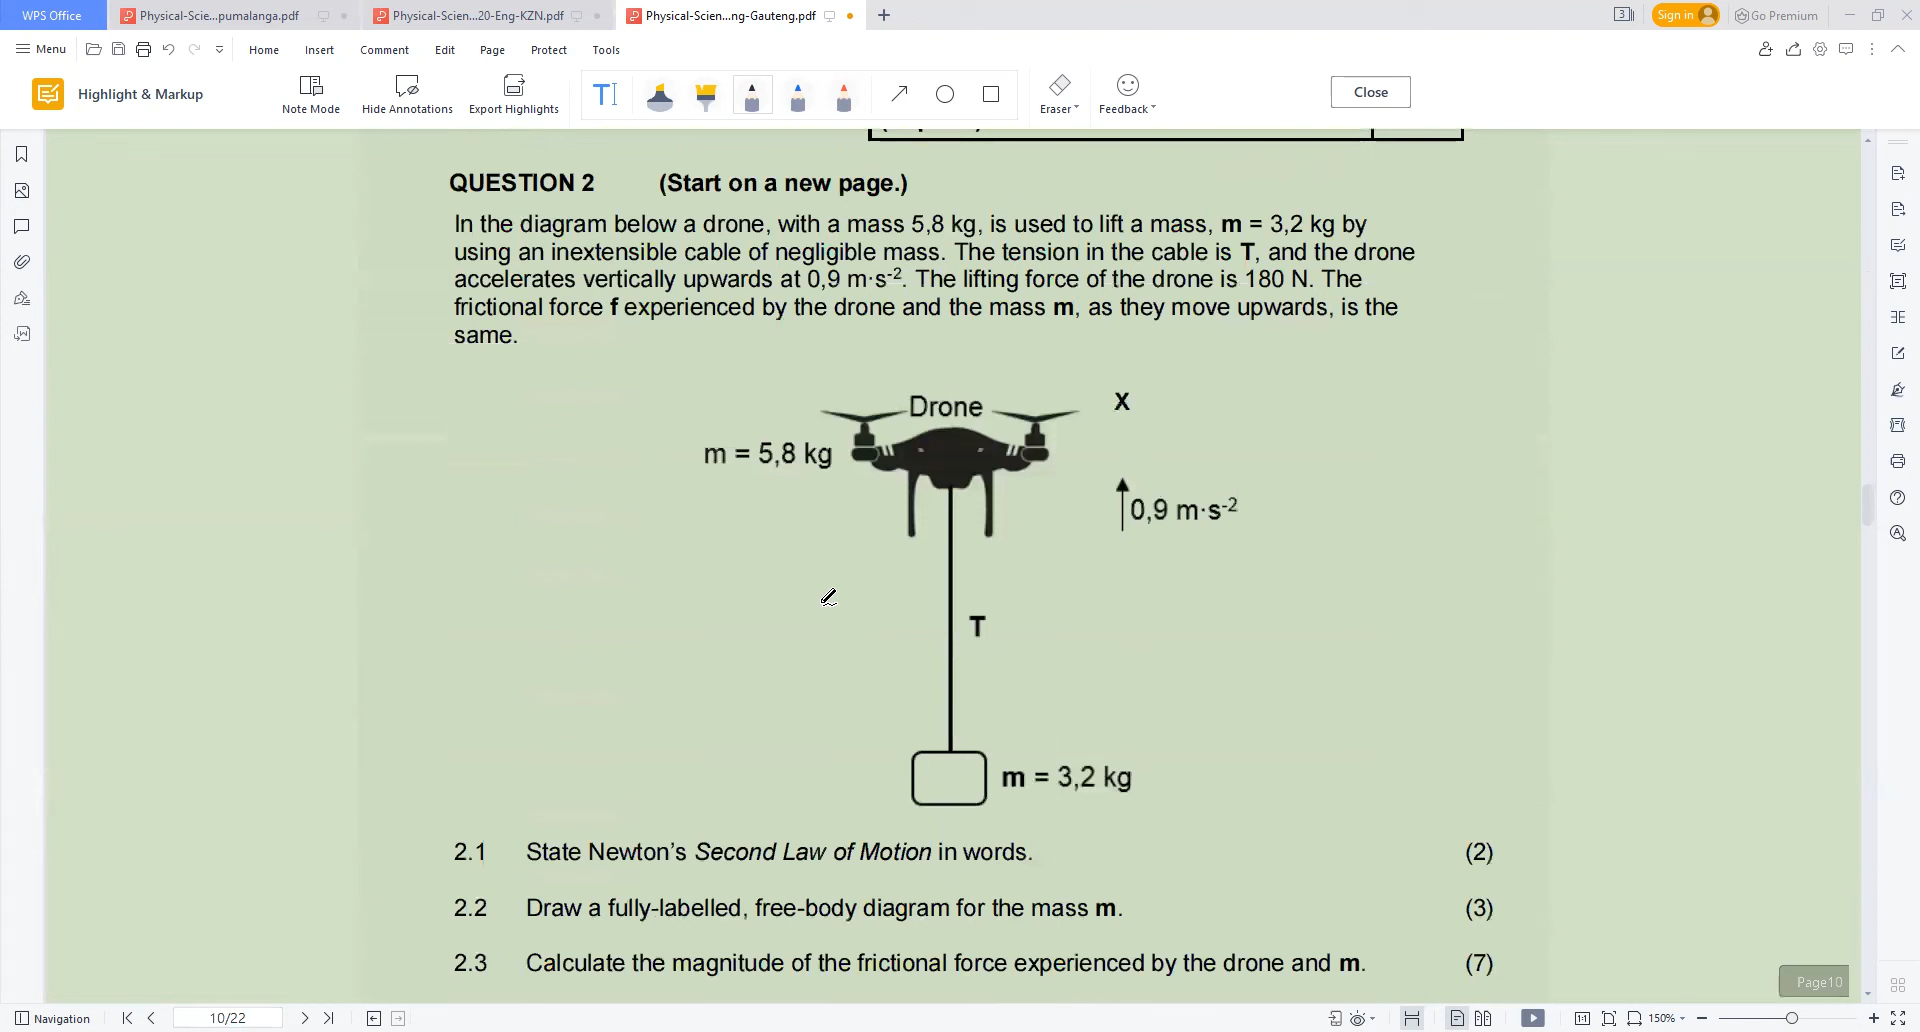 WPS Office
Physical-Scie...pumalanga.pdf
Physical-Scien...20-Eng-KZN.pdf
Physical-Scien...ng-Gauteng.pdf
3
Sign in
Go Premium
Menu
Home
Insert
Comment
Edit
Page
Protect
Tools
Highlight & Markup
Note Mode
Hide Annotations
Export Highlights
Eraser
Feedback
Close
QUESTION 2 (Start on a new page.)
In the diagram below a drone, with a mass 5,8 kg, is used to lift a mass, m = 3,2 kg by
using an inextensible cable of negligible mass. The tension in the cable is T, and the drone
accelerates vertically upwards at 0,9 m·s-2. The lifting force of the drone is 180 N. The
frictional force f experienced by the drone and the mass m, as they move upwards, is the
same.
Drone
X
m = 5,8 kg
0,9 m·s-2
T
m = 3,2 kg
2.1 State Newton's Second Law of Motion in words. (2)
2.2 Draw a fully-labelled, free-body diagram for the mass m. (3)
2.3 Calculate the magnitude of the frictional force experienced by the drone and m. (7)
Page10
Navigation
10/22
1:1
150%